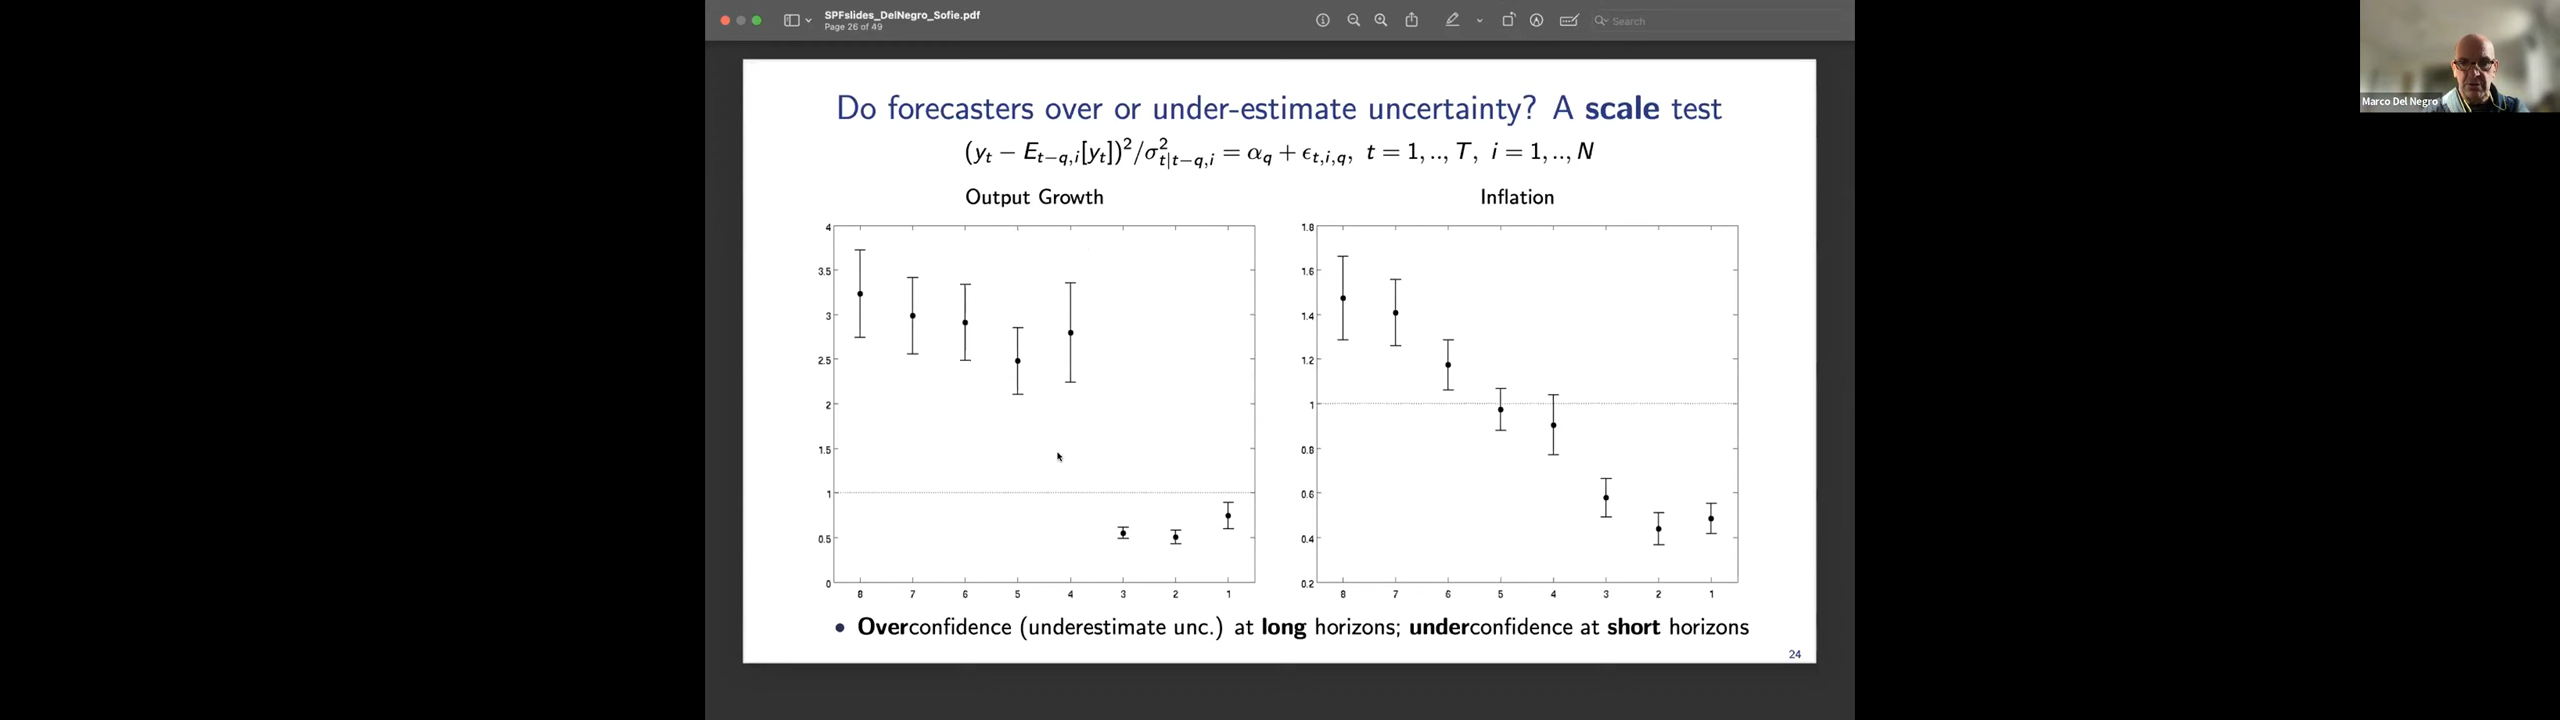 SPFslides_DelNegro_Sofie.pdf
Page 26 of 49
Search
Marco Del Negro
Do forecasters over or under-estimate uncertainty? A scale test
(y_t − E_{t−q,i}[y_t])²/σ²_{t|t−q,i} = α_q + ϵ_{t,i,q}, t = 1, .., T, i = 1, .., N
Output Growth
4
3.5
3
2.5
2
1.5
1
0.5
0
8 7 6 5 4 3 2 1
Inflation
1.8
1.6
1.4
1.2
1
0.8
0.6
0.4
0.2
8 7 6 5 4 3 2 1
• Overconfidence (underestimate unc.) at long horizons; underconfidence at short horizons
24